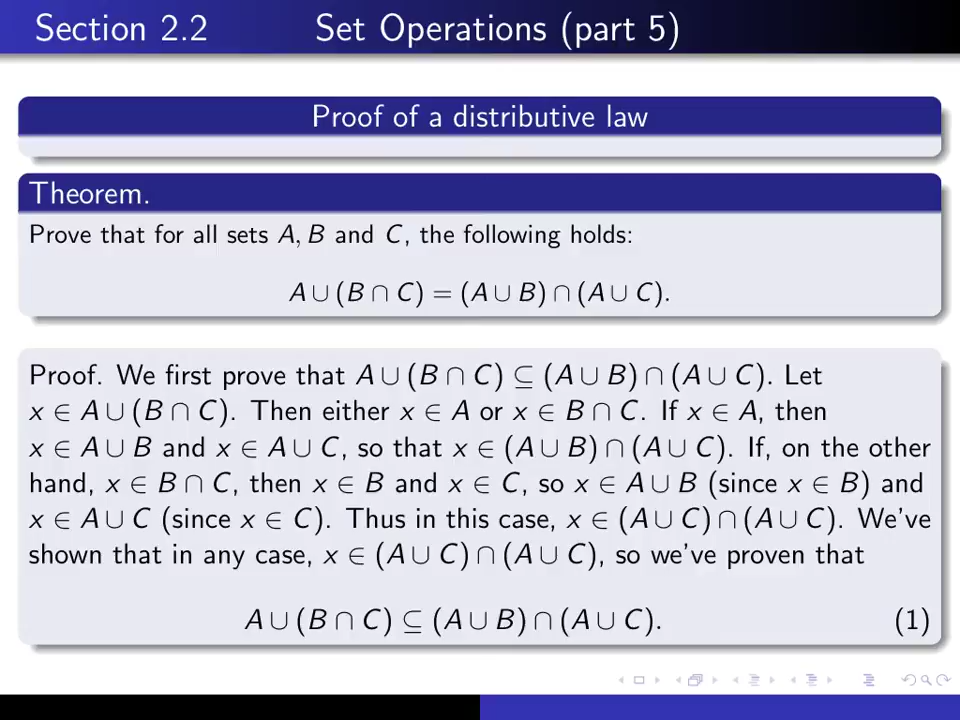 Section 2.2 Set Operations (part 5)
Proof of a distributive law
Theorem.
Prove that for all sets A, B and C, the following holds:
A ∪ (B ∩ C) = (A ∪ B) ∩ (A ∪ C).
Proof. We first prove that A ∪ (B ∩ C) ⊆ (A ∪ B) ∩ (A ∪ C). Let
x ∈ A ∪ (B ∩ C). Then either x ∈ A or x ∈ B ∩ C. If x ∈ A, then
x ∈ A ∪ B and x ∈ A ∪ C, so that x ∈ (A ∪ B) ∩ (A ∪ C). If, on the other
hand, x ∈ B ∩ C, then x ∈ B and x ∈ C, so x ∈ A ∪ B (since x ∈ B) and
x ∈ A ∪ C (since x ∈ C). Thus in this case, x ∈ (A ∪ C) ∩ (A ∪ C). We've
shown that in any case, x ∈ (A ∪ C) ∩ (A ∪ C), so we've proven that
A ∪ (B ∩ C) ⊆ (A ∪ B) ∩ (A ∪ C). (1)